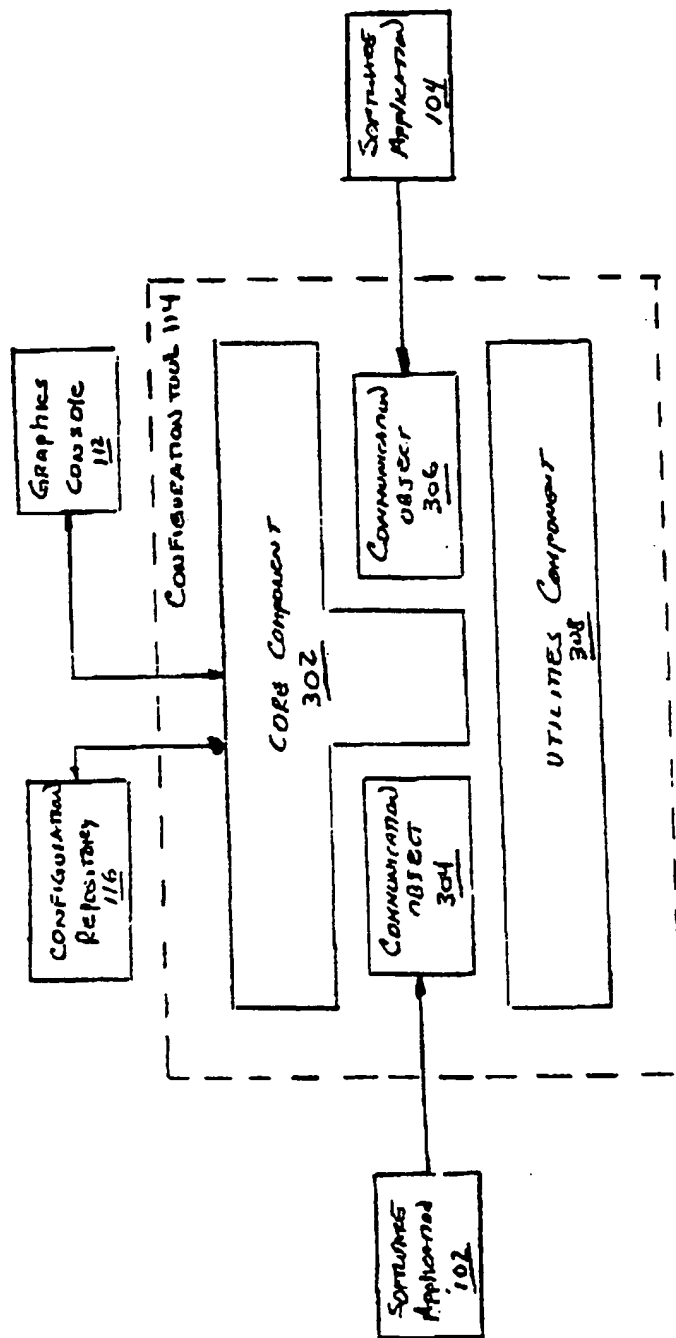 CONFIGURATION
Repository
116
GRAPHICS
CONSOLE
112
CONFIGURATION TOOL 114
CORE COMPONENT
302
SOFTWARE
Application
102
COMMUNICATION
OBJECT
304
COMMUNICATION
OBJECT
306
SOFTWARE
Application
104
UTILITIES COMPONENT
308